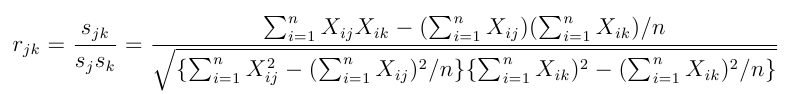 r_{jk} = \frac{s_{jk}}{s_j s_k} = \frac{\sum_{i=1}^{n} X_{ij} X_{ik} - (\sum_{i=1}^{n} X_{ij})(\sum_{i=1}^{n} X_{ik})/n}{\sqrt{\{\sum_{i=1}^{n} X_{ij}^2 - (\sum_{i=1}^{n} X_{ij})^2/n\}\{\sum_{i=1}^{n} X_{ik})^2 - (\sum_{i=1}^{n} X_{ik})^2/n\}}}